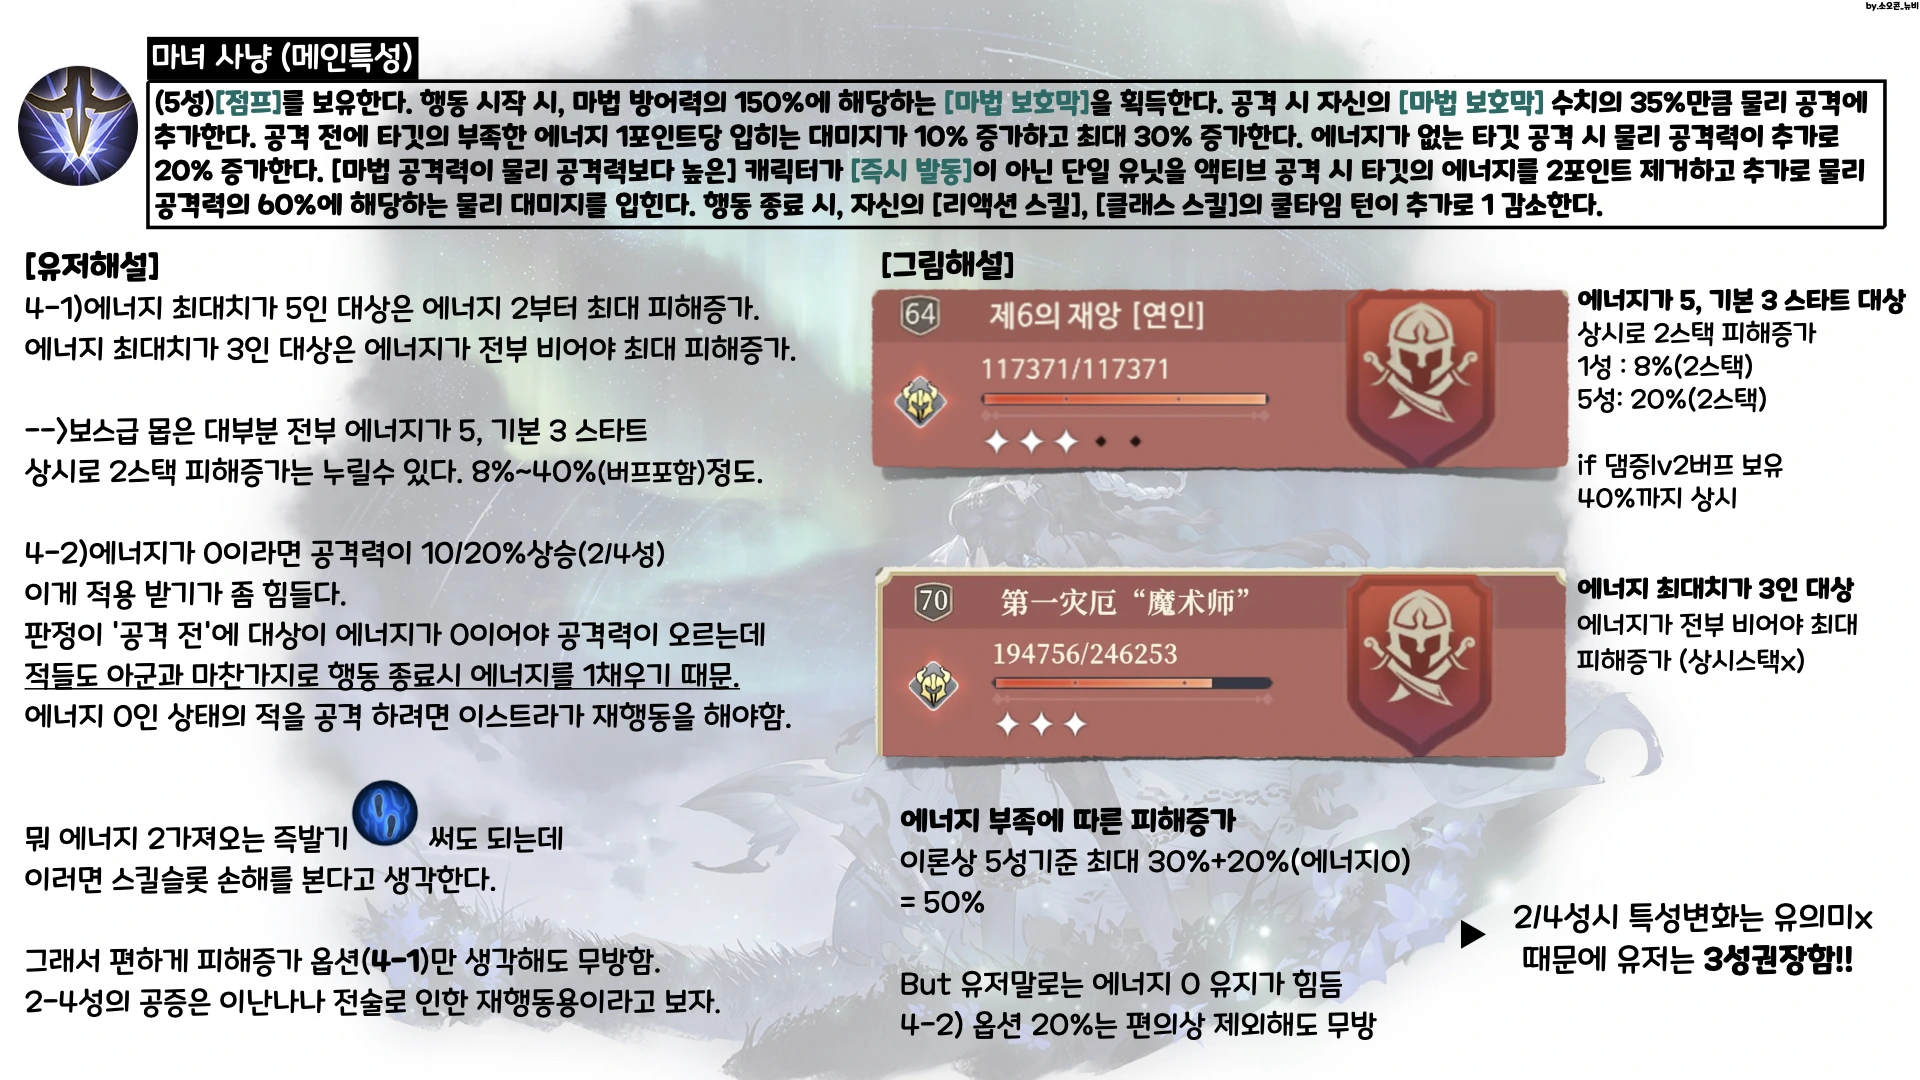 by.소오콘_뉴비
마녀 사냥 (메인특성)
(5성)[점프]를 보유한다. 행동 시작 시, 마법 방어력의 150%에 해당하는 [마법 보호막]을 획득한다. 공격 시 자신의 [마법 보호막] 수치의 35%만큼 물리 공격에
추가한다. 공격 전에 타깃의 부족한 에너지 1포인트당 입히는 대미지가 10% 증가하고 최대 30% 증가한다. 에너지가 없는 타깃 공격 시 물리 공격력이 추가로
20% 증가한다. [마법 공격력이 물리 공격력보다 높은] 캐릭터가 [즉시 발동]이 아닌 단일 유닛을 액티브 공격 시 타깃의 에너지를 2포인트 제거하고 추가로 물리
공격력의 60%에 해당하는 물리 대미지를 입힌다. 행동 종료 시, 자신의 [리액션 스킬], [클래스 스킬]의 쿨타임 턴이 추가로 1 감소한다.
[유저해설]
4-1)에너지 최대치가 5인 대상은 에너지 2부터 최대 피해증가.
에너지 최대치가 3인 대상은 에너지가 전부 비어야 최대 피해증가.
-->보스급 몹은 대부분 전부 에너지가 5, 기본 3 스타트
상시로 2스택 피해증가는 누릴수 있다. 8%~40%(버프포함)정도.
4-2)에너지가 0이라면 공격력이 10/20%상승(2/4성)
이게 적용 받기가 좀 힘들다.
판정이 '공격 전'에 대상이 에너지가 0이어야 공격력이 오르는데
적들도 아군과 마찬가지로 행동 종료시 에너지를 1채우기 때문.
에너지 0인 상태의 적을 공격 하려면 이스트라가 재행동을 해야함.
뭐 에너지 2가져오는 즉발기 써도 되는데
이러면 스킬슬롯 손해를 본다고 생각한다.
그래서 편하게 피해증가 옵션(4-1)만 생각해도 무방함.
2-4성의 공증은 이난나나 전술로 인한 재행동용이라고 보자.
[그림해설]
64
제6의 재앙 [연인]
117371/117371
에너지가 5, 기본 3 스타트 대상
상시로 2스택 피해증가
1성 : 8%(2스택)
5성: 20%(2스택)
if 댐증lv2버프 보유
40%까지 상시
70
第一灾厄“魔术师”
194756/246253
에너지 최대치가 3인 대상
에너지가 전부 비어야 최대
피해증가 (상시스택x)
에너지 부족에 따른 피해증가
이론상 5성기준 최대 30%+20%(에너지0)
= 50%
But 유저말로는 에너지 0 유지가 힘듬
4-2) 옵션 20%는 편의상 제외해도 무방
▶ 2/4성시 특성변화는 유의미x
때문에 유저는 3성권장함!!